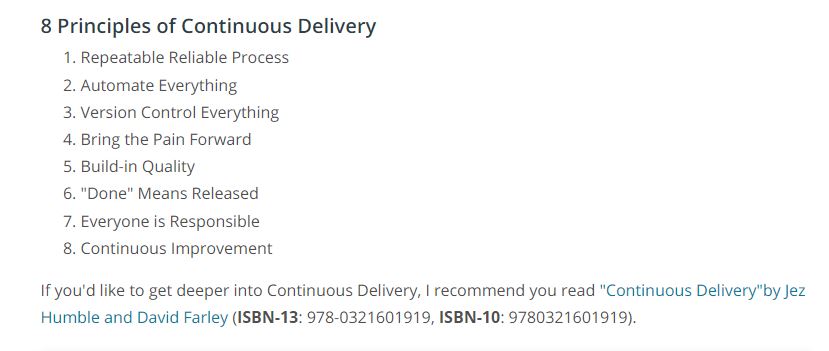 8 Principles of Continuous Delivery
1. Repeatable Reliable Process
2. Automate Everything
3. Version Control Everything
4. Bring the Pain Forward
5. Build-in Quality
6. "Done" Means Released
7. Everyone is Responsible
8. Continuous Improvement
If you'd like to get deeper into Continuous Delivery, I recommend you read "Continuous Delivery"by Jez
Humble and David Farley (ISBN-13: 978-0321601919, ISBN-10: 9780321601919).